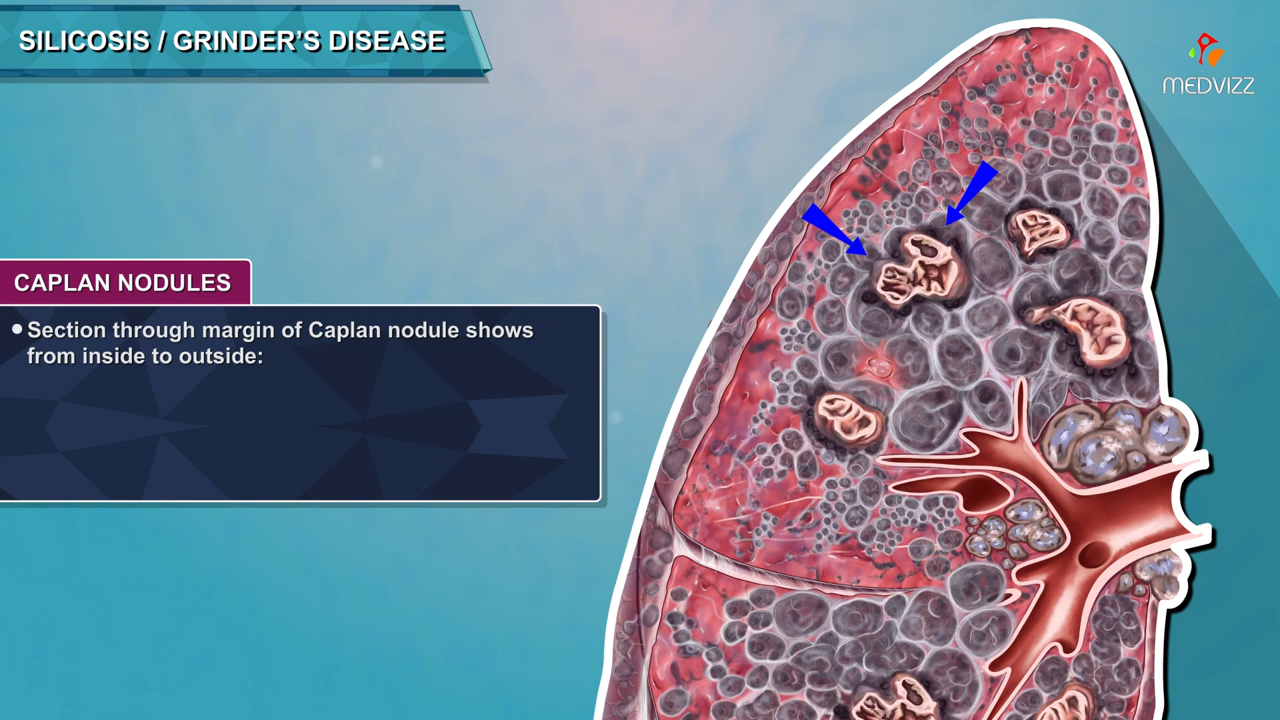 SILICOSIS / GRINDER'S DISEASE
MEDVIZZ
CAPLAN NODULES
● Section through margin of Caplan nodule shows
from inside to outside: